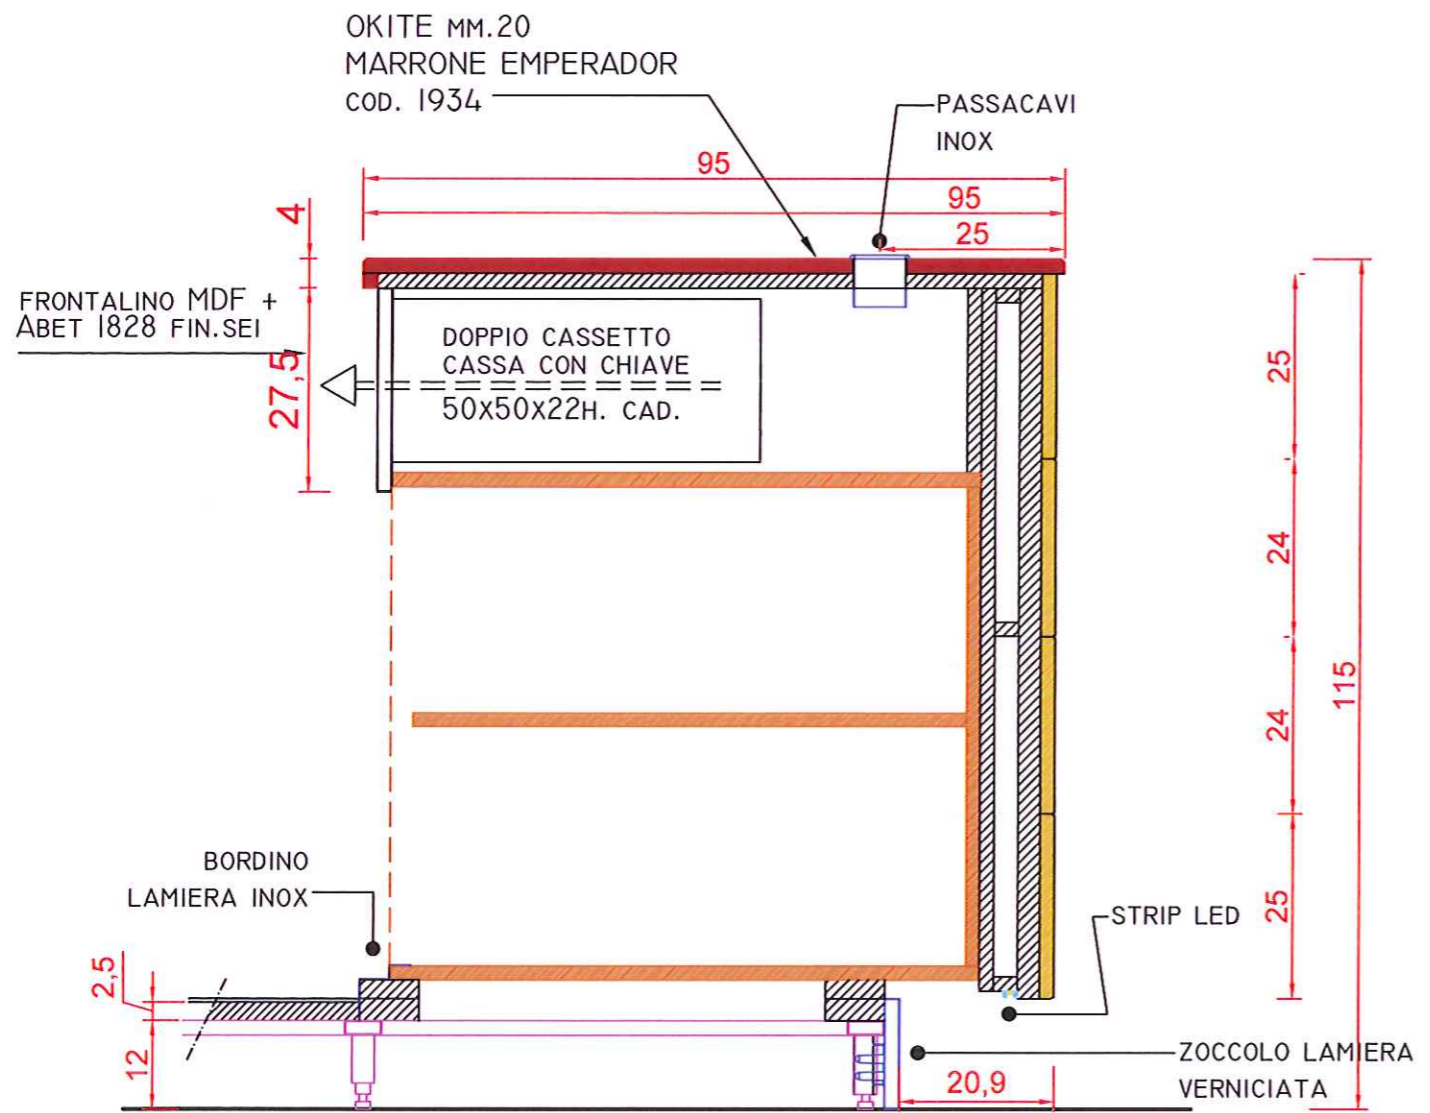 OKITE MM.20
MARRONE EMPERADOR
COD. 1934
PASSACAVI
INOX
95
95
25
4
FRONTALINO MDF +
ABET 1828 FIN.SEI
27,5
DOPPIO CASSETTO
CASSA CON CHIAVE
50X50X22H. CAD.
25
24
24
25
115
BORDINO
LAMIERA INOX
STRIP LED
2,5
12
20,9
ZOCCOLO LAMIERA
VERNICIATA